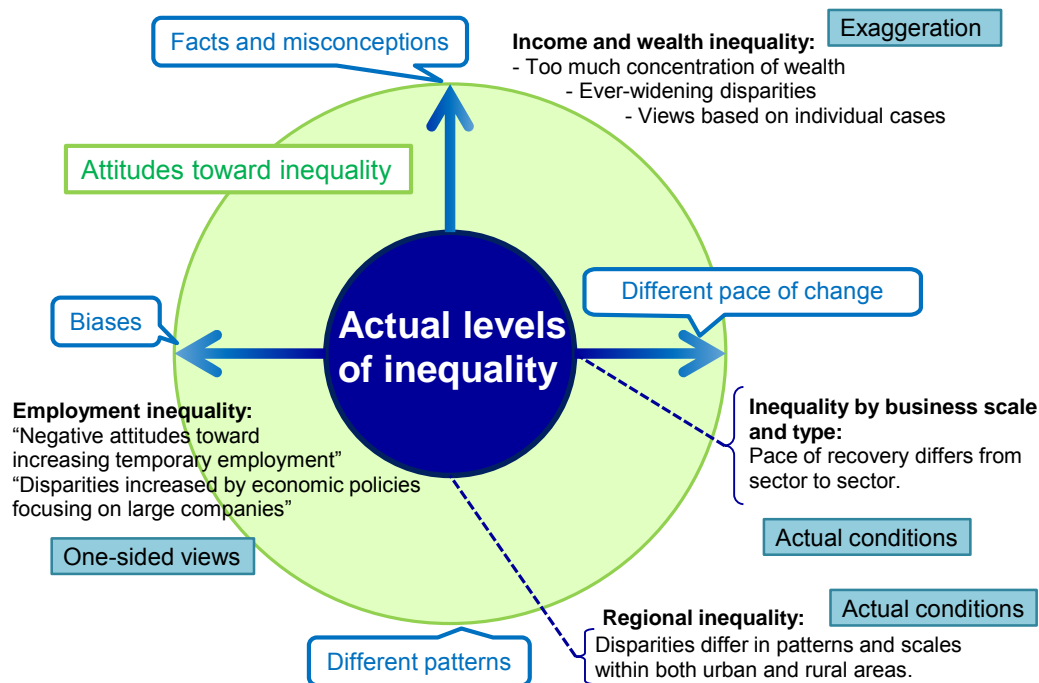 Facts and misconceptions
Income and wealth inequality:
Exaggeration
- Too much concentration of wealth
- Ever-widening disparities
- Views based on individual cases
Attitudes toward inequality
Biases
Different pace of change
Actual levels
of inequality
Employment inequality:
“Negative attitudes toward
increasing temporary employment”
“Disparities increased by economic policies
focusing on large companies”
One-sided views
Inequality by business scale
and type:
Pace of recovery differs from
sector to sector.
Actual conditions
Regional inequality:
Actual conditions
Disparities differ in patterns and scales
within both urban and rural areas.
Different patterns